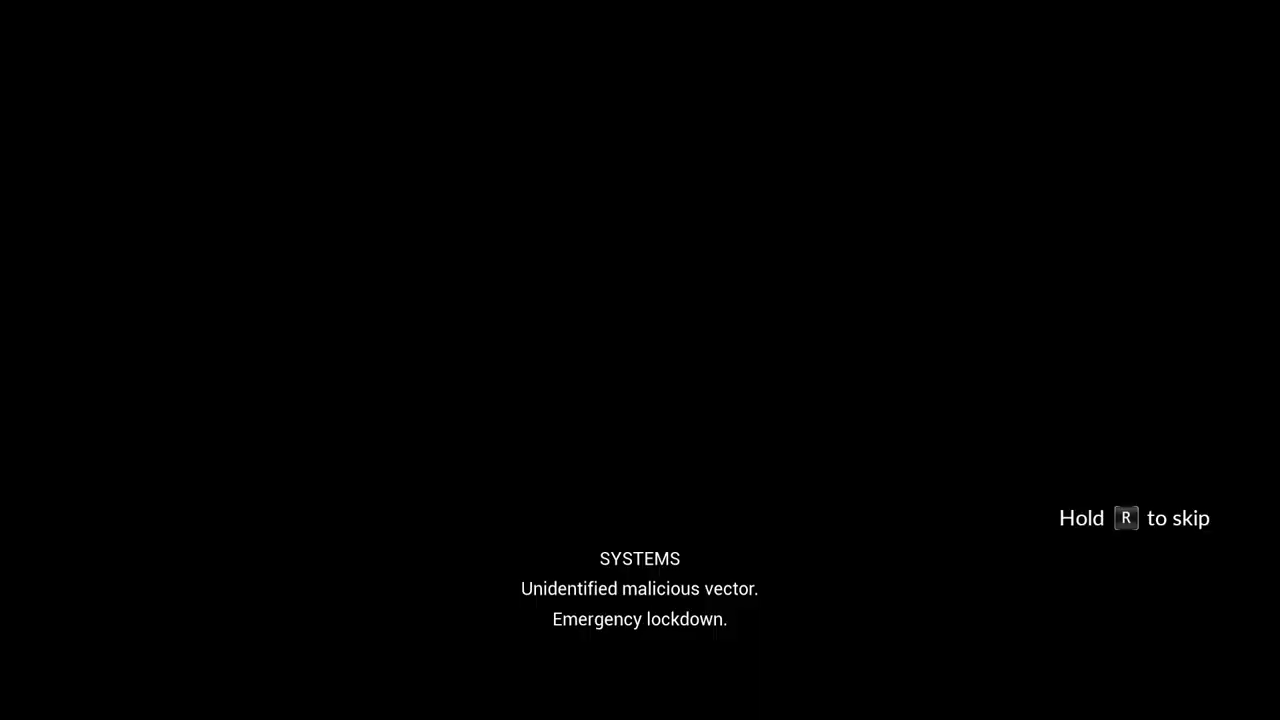 Hold R to skip
SYSTEMS
Unidentified malicious vector.
Emergency lockdown.